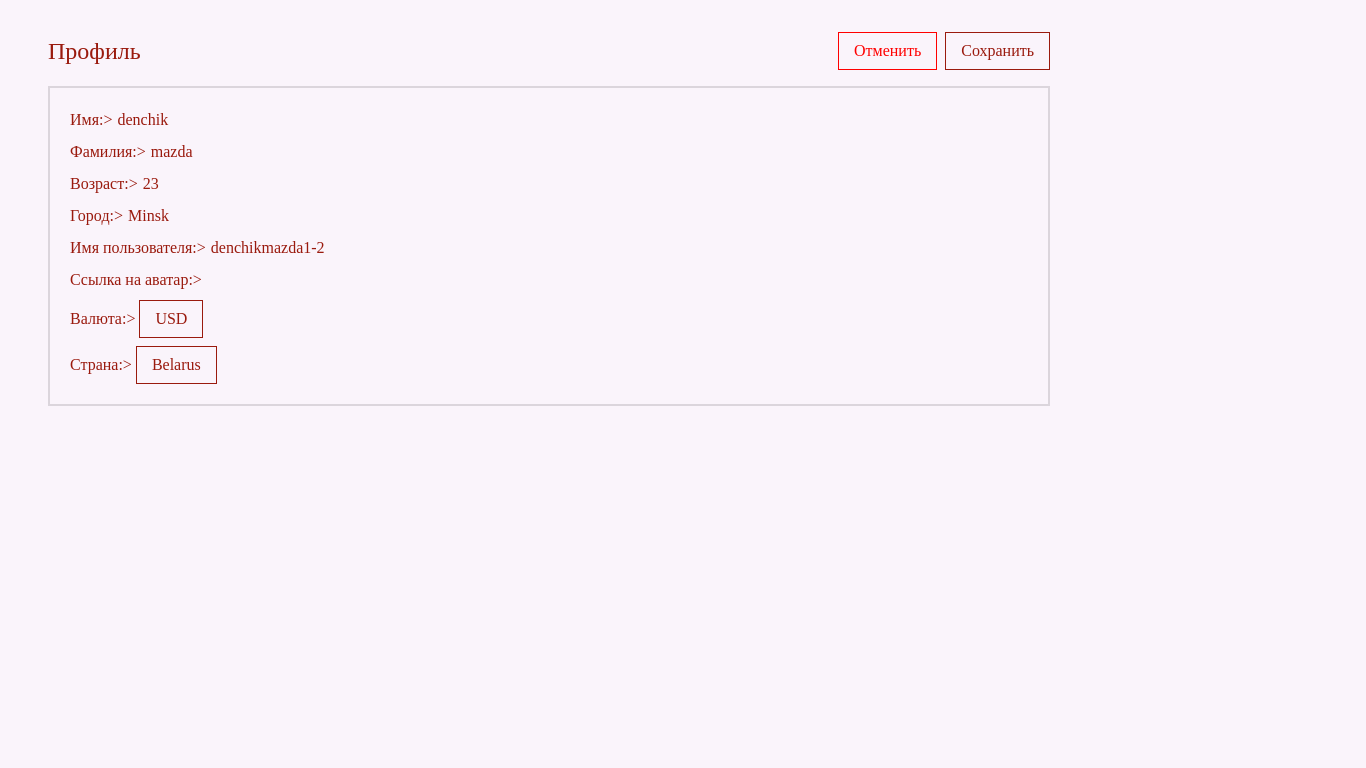 Профиль
Отменить
Сохранить
Имя:> denchik
Фамилия:> mazda
Возраст:> 23
Город:> Minsk
Имя пользователя:> denchikmazda1-2
Ссылка на аватар:>
Валюта:> USD
Страна:> Belarus